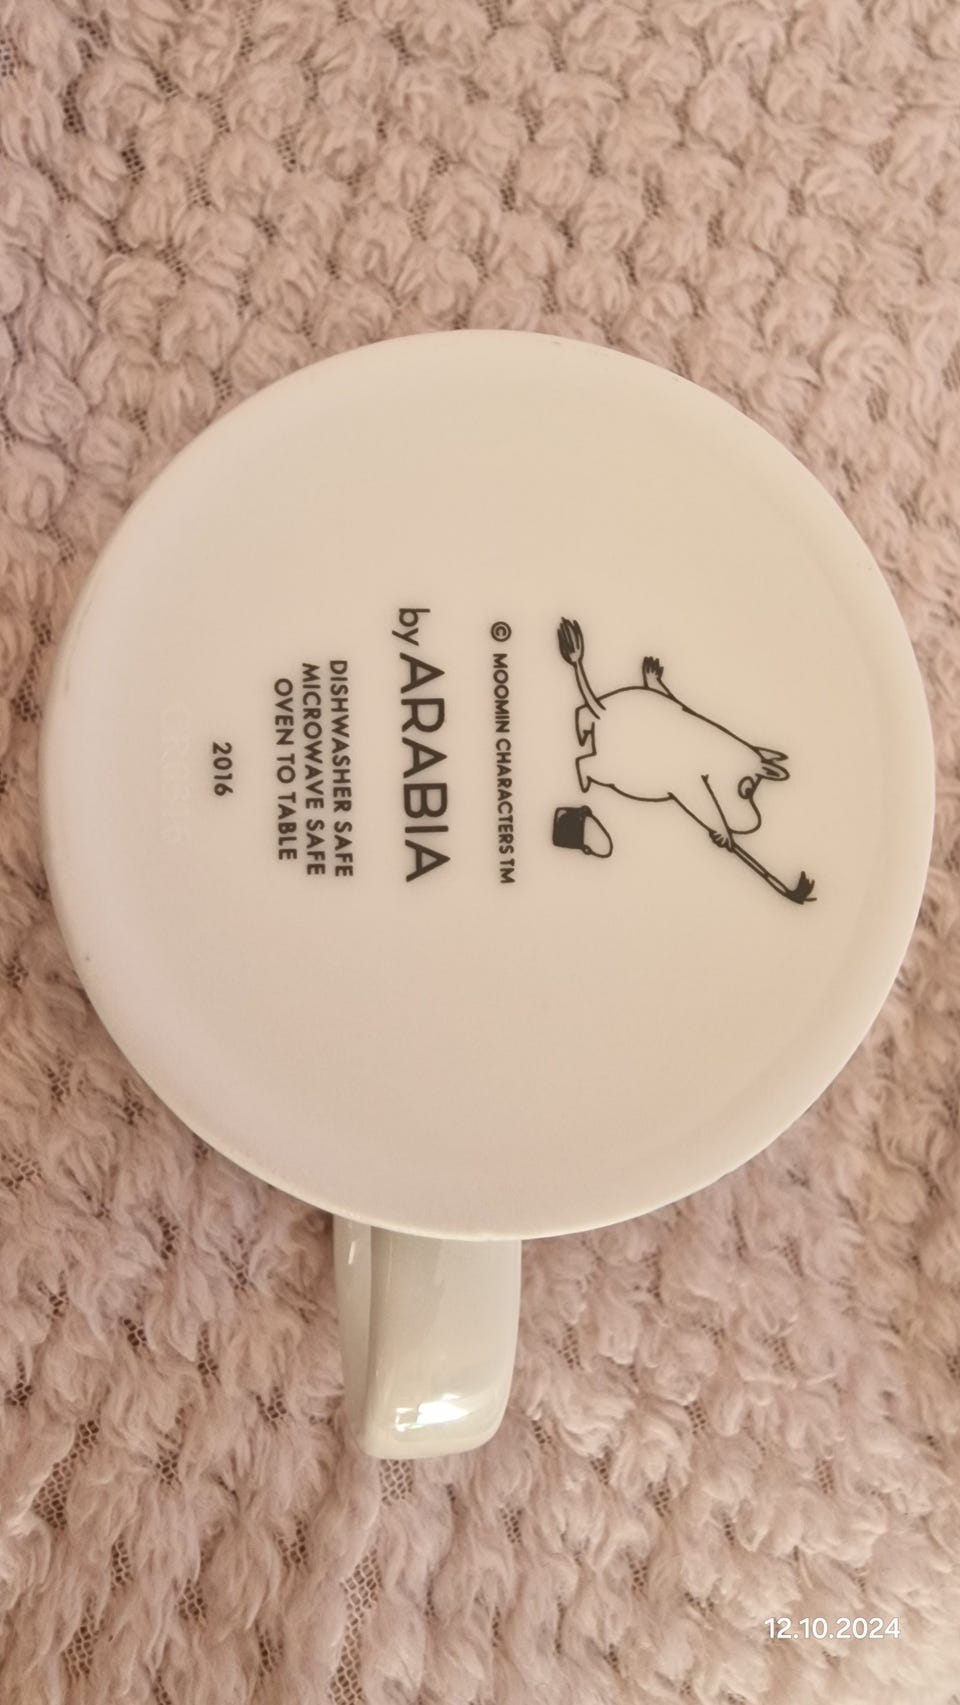 © MOOMIN CHARACTERS TM
by ARABIA
DISHWASHER SAFE
MICROWAVE SAFE
OVEN TO TABLE
2016
12.10.2024